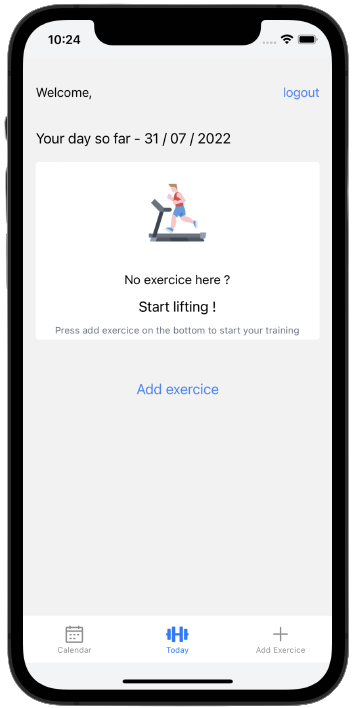 10:24
Welcome,
logout
Your day so far - 31 / 07 / 2022
No exercice here ?
Start lifting !
Press add exercice on the bottom to start your training
Add exercice
Calendar
Today
Add Exercice